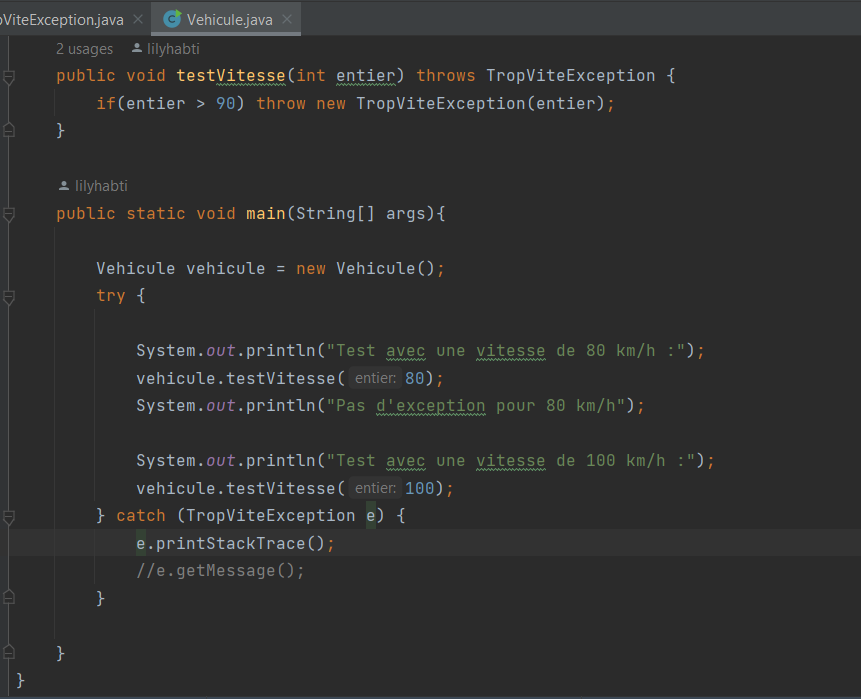 oViteException.java Vehicule.java
2 usages lilyhabti
public void testVitesse(int entier) throws TropViteException {
if(entier > 90) throw new TropViteException(entier);
}
lilyhabti
public static void main(String[] args){
Vehicule vehicule = new Vehicule();
try {
System.out.println("Test avec une vitesse de 80 km/h :");
vehicule.testVitesse( entier: 80);
System.out.println("Pas d'exception pour 80 km/h");
System.out.println("Test avec une vitesse de 100 km/h :");
vehicule.testVitesse( entier: 100);
} catch (TropViteException e) {
e.printStackTrace();
//e.getMessage();
}
}
}